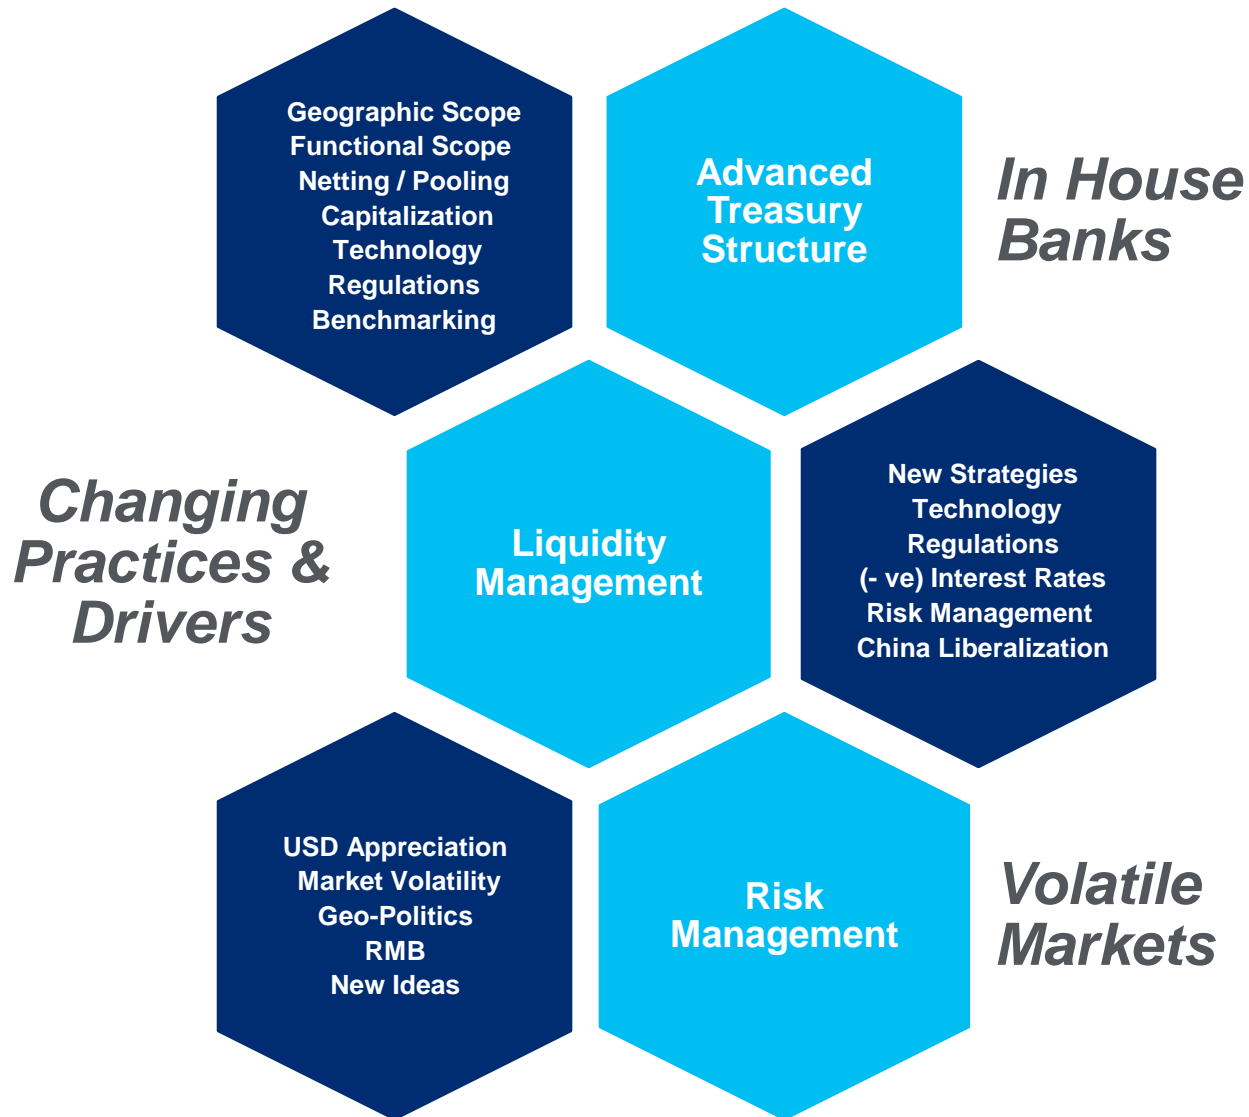 Geographic Scope
Functional Scope
Netting / Pooling
Capitalization
Technology
Regulations
Benchmarking
Advanced
Treasury
Structure
In House
Banks
Changing
Practices &
Drivers
Liquidity
Management
New Strategies
Technology
Regulations
(- ve) Interest Rates
Risk Management
China Liberalization
USD Appreciation
Market Volatility
Geo-Politics
RMB
New Ideas
Risk
Management
Volatile
Markets